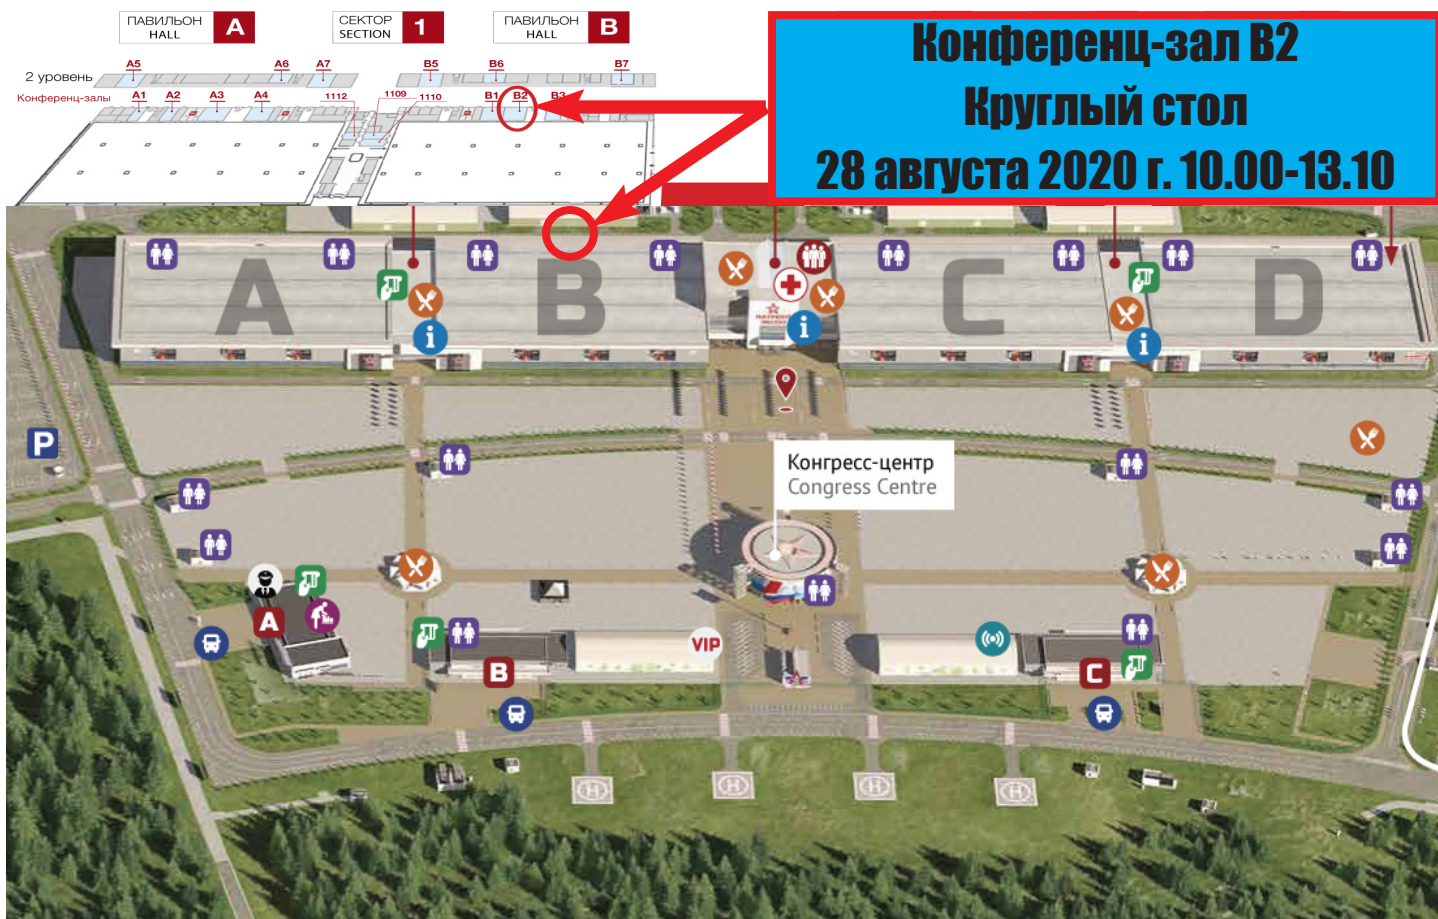 ПАВИЛЬОН
HALL
A
СЕКТОР
SECTION
1
ПАВИЛЬОН
HALL
B
Конференц-зал В2
Круглый стол
28 августа 2020 г. 10.00-13.10
A5
A6
A7
B5
B6
B7
2 уровень
Конференц-залы
A1
A2
A3
A4
1112
1109
1110
B1
B2
B3
A
B
C
D
i
i
i
P
Конгресс-центр
Congress Centre
A
B
VIP
C
H
H
H
H